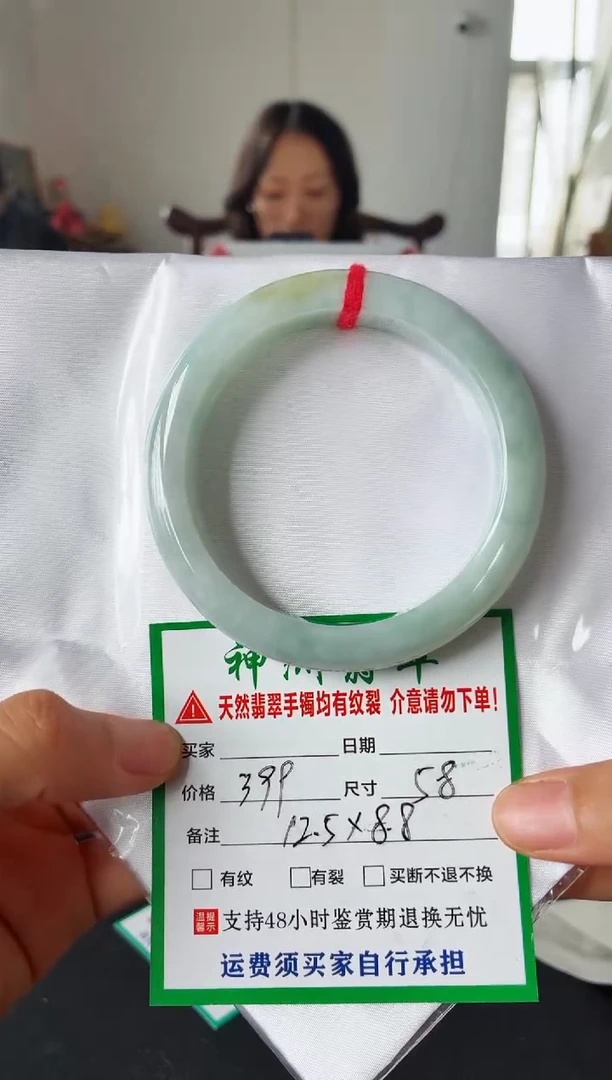 天然翡翠手镯均有纹裂 介意请勿下单!
买家 日期
价格 399 尺寸 58
备注 12.5×8.8
有纹 有裂 买断不退不换
温馨提示 支持48小时鉴赏期退换无忧
运费须买家自行承担